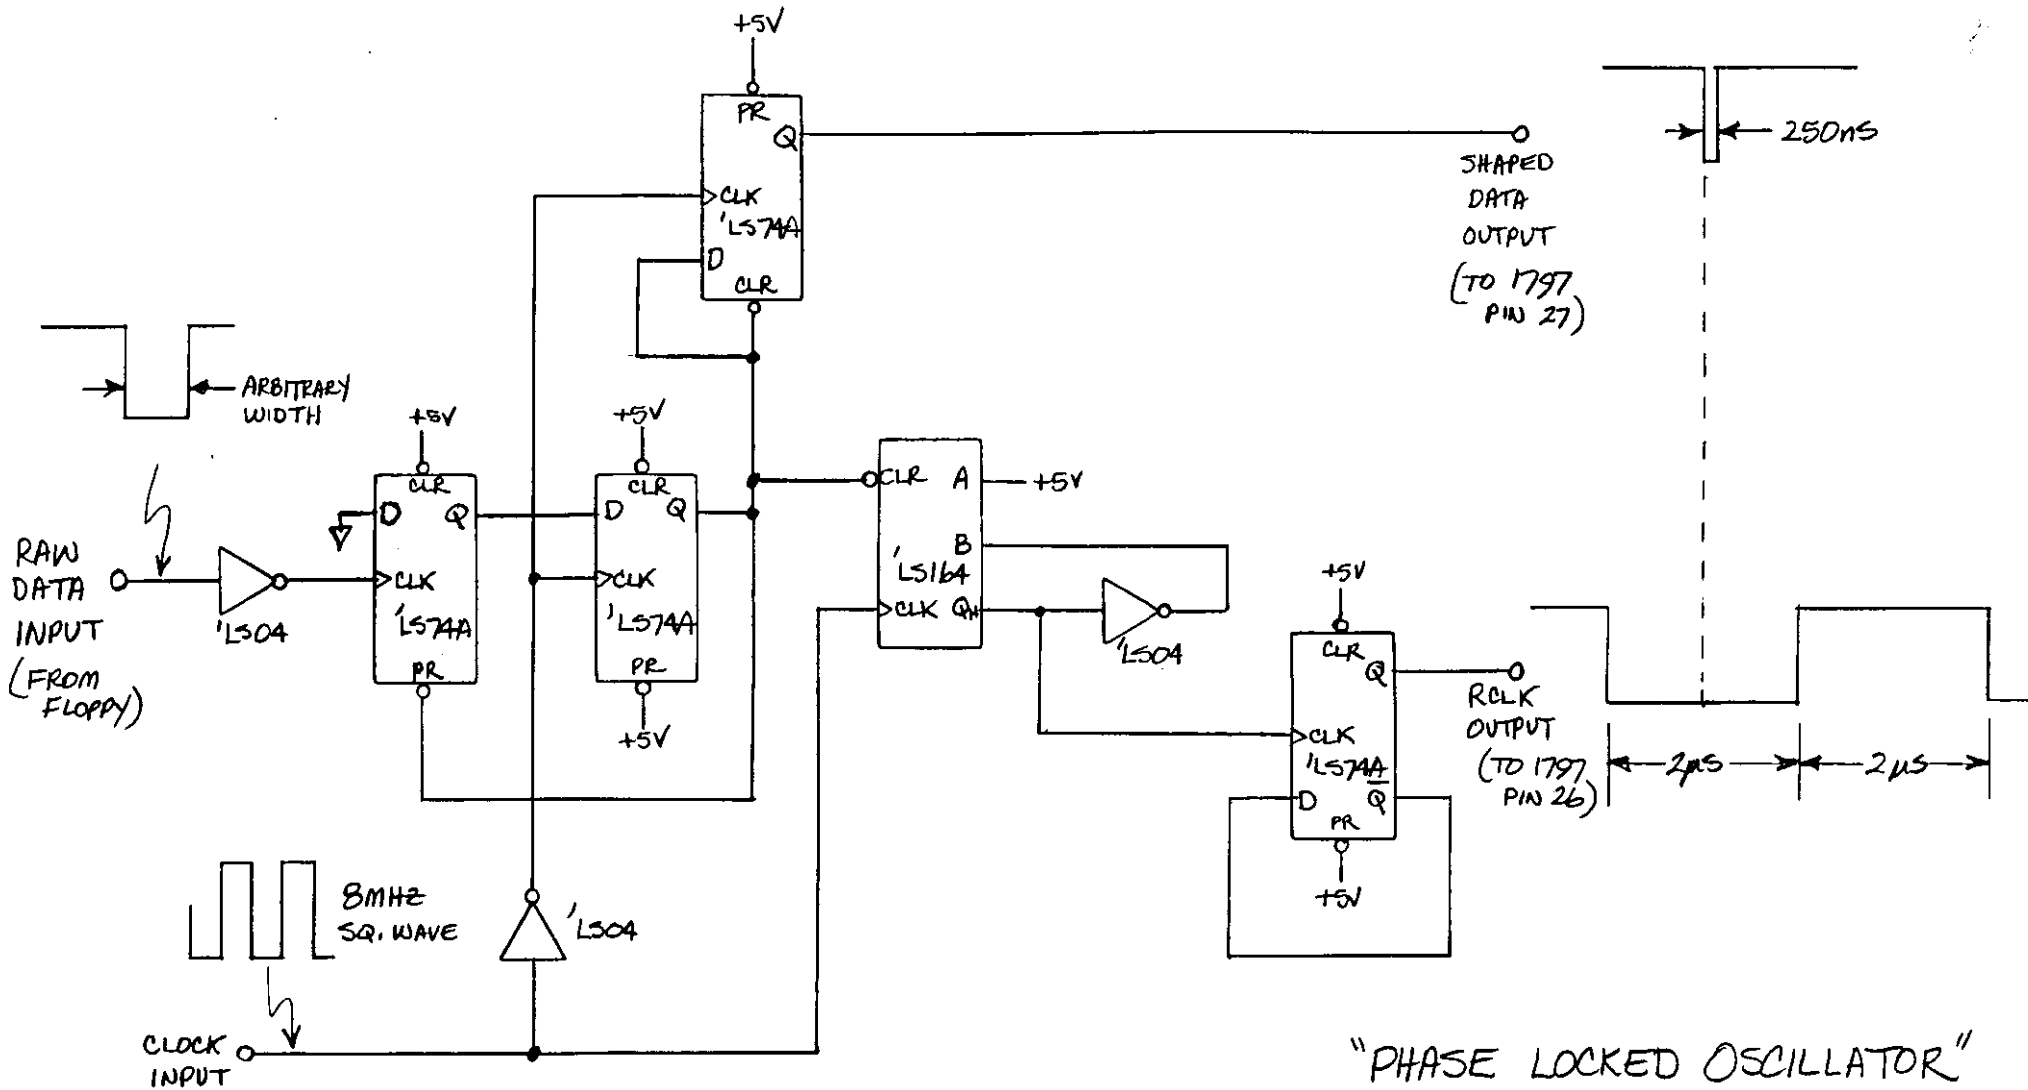 +5V
PR
Q
CLK
'LS74A
D
CLR
SHAPED
DATA
OUTPUT
(TO 1797
PIN 27)
250nS
ARBITRARY
WIDTH
RAW
DATA
INPUT
(FROM
FLOPPY)
'LS04
+5V
CLR
D
Q
CLK
'LS74A
PR
+5V
CLR
D
Q
CLK
'LS74A
PR
+5V
CLR
A
+5V
B
'LS164
CLK
QH
'LS04
+5V
CLR
Q
CLK
'LS74A
D
Q̅
PR
+5V
RCLK
OUTPUT
(TO 1797
PIN 26)
2µS
2µS
8MHZ
SQ. WAVE
'LS04
CLOCK
INPUT
"PHASE LOCKED OSCILLATOR"